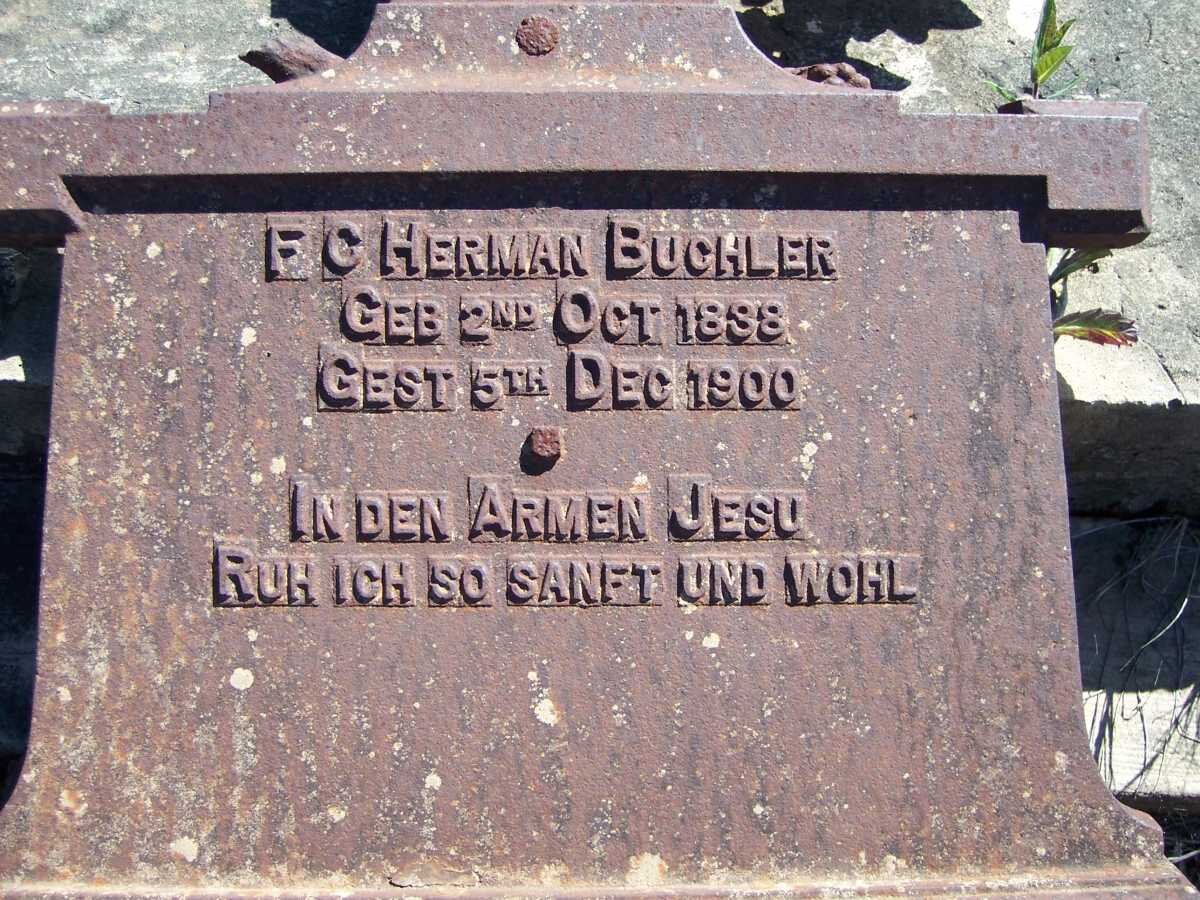 F C HERMAN BUCHLER
GEB 2ND OCT 1838
GEST 5TH DEC 1900
IN DEN ARMEN JESU
RUH ICH SO SANFT UND WOHL